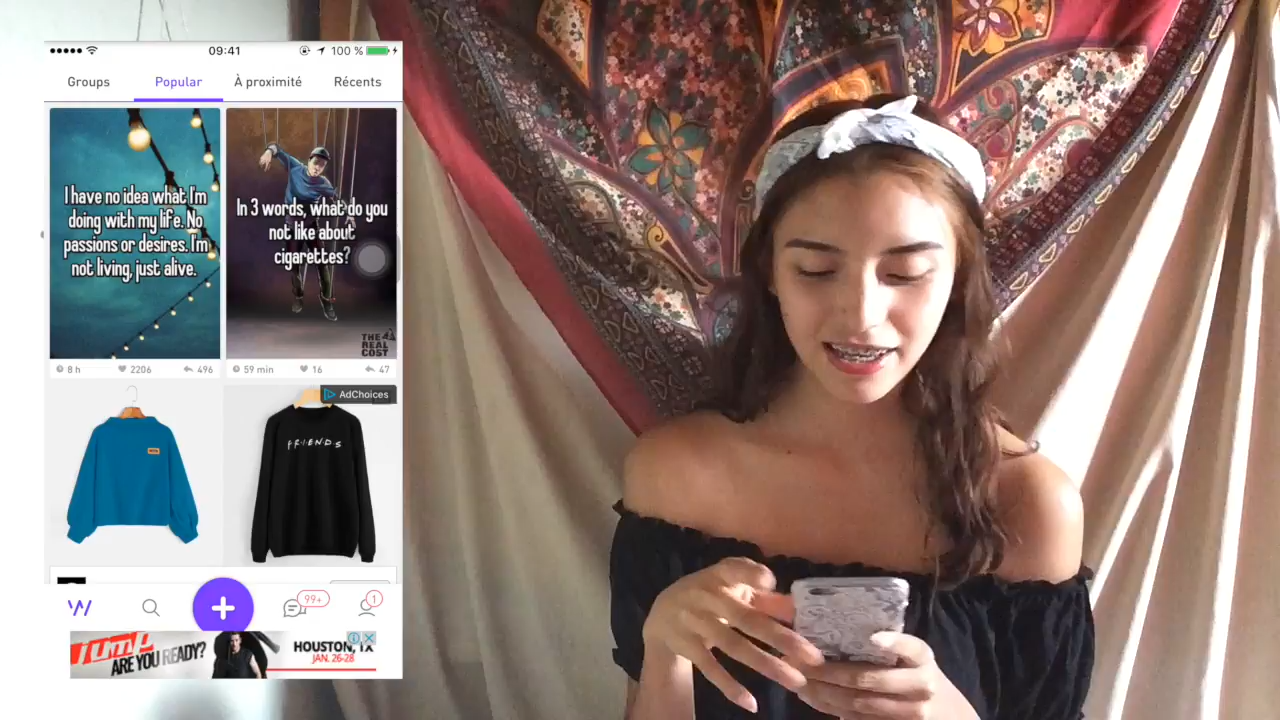 09:41
100 %
Groups
Popular
À proximité
Récents
I have no idea what I'm
doing with my life. No
passions or desires. I'm
not living, just alive.
In 3 words, what do you
not like about
cigarettes?
THE
REAL
COST
8 h
2206
496
59 min
16
47
AdChoices
F·R·I·E·N·D·S
99+
1
JUMP
ARE YOU READY?
HOUSTON, TX
JAN. 26-28